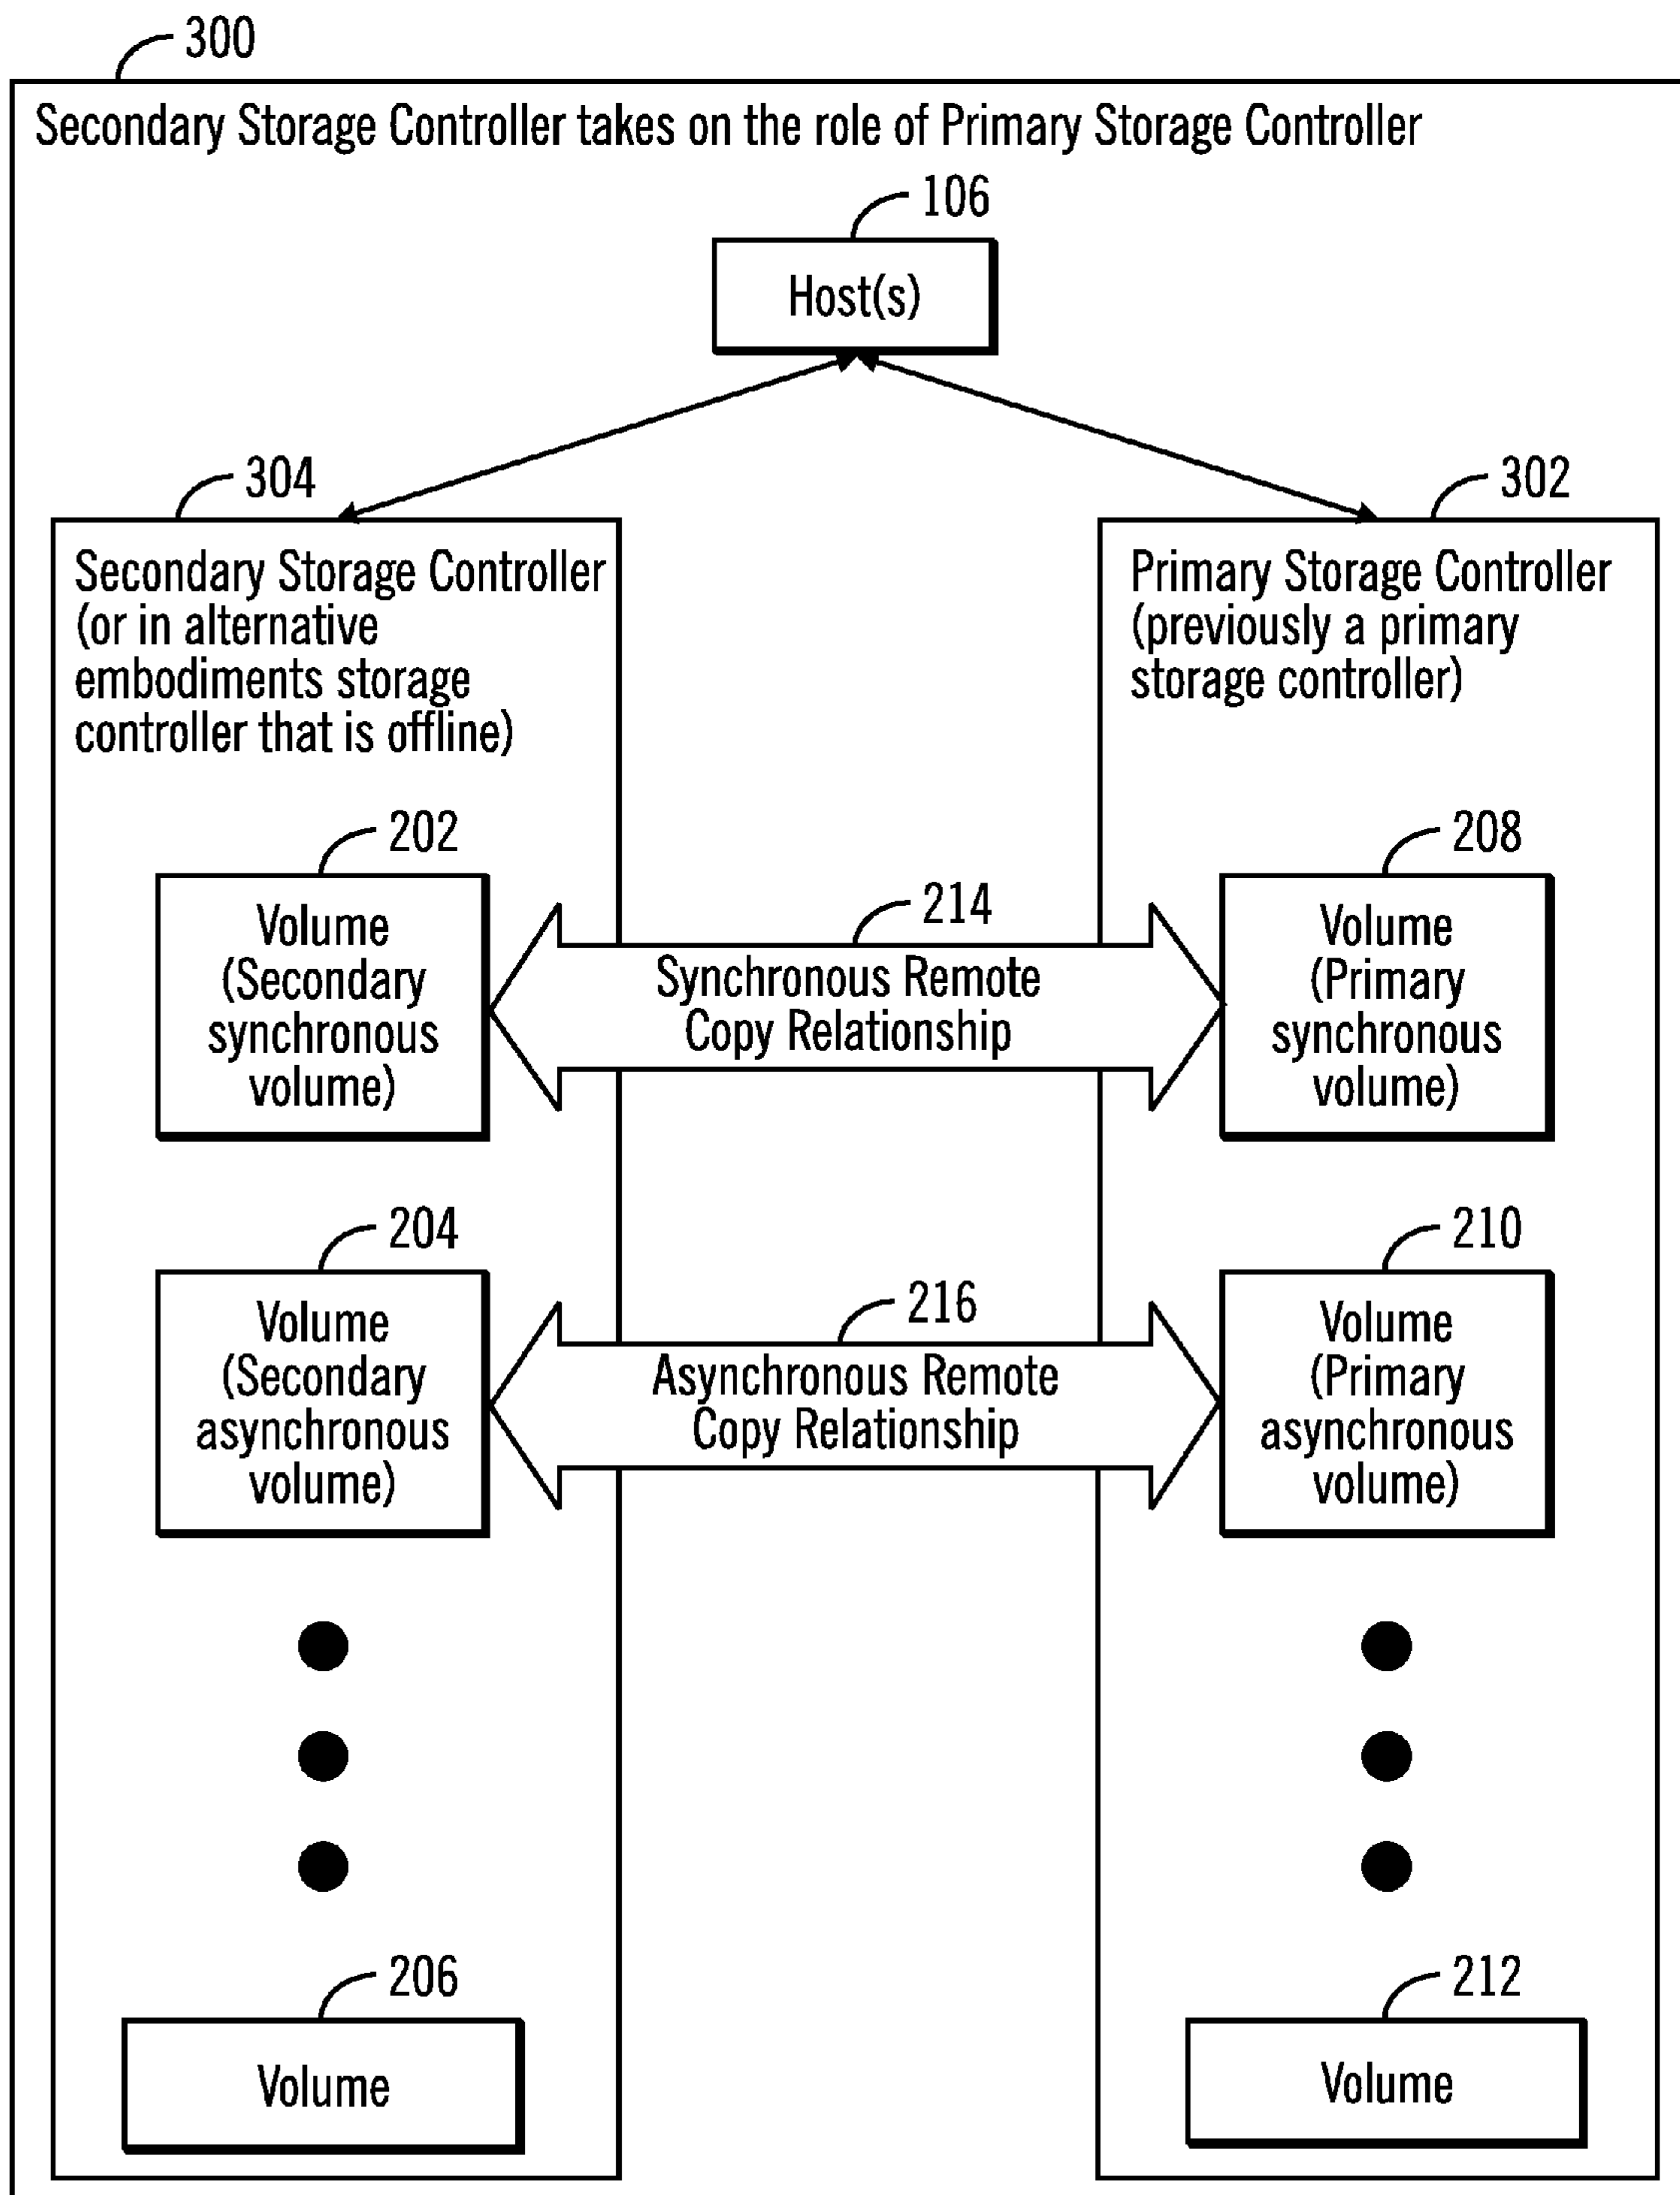 300
Secondary Storage Controller takes on the role of Primary Storage Controller
106
Host(s)
304
302
Secondary Storage Controller
(or in alternative
embodiments storage
controller that is offline)
Primary Storage Controller
(previously a primary
storage controller)
202
208
Volume
(Secondary
synchronous
volume)
214
Synchronous Remote
Copy Relationship
Volume
(Primary
synchronous
volume)
204
210
Volume
(Secondary
asynchronous
volume)
216
Asynchronous Remote
Copy Relationship
Volume
(Primary
asynchronous
volume)
206
212
Volume
Volume